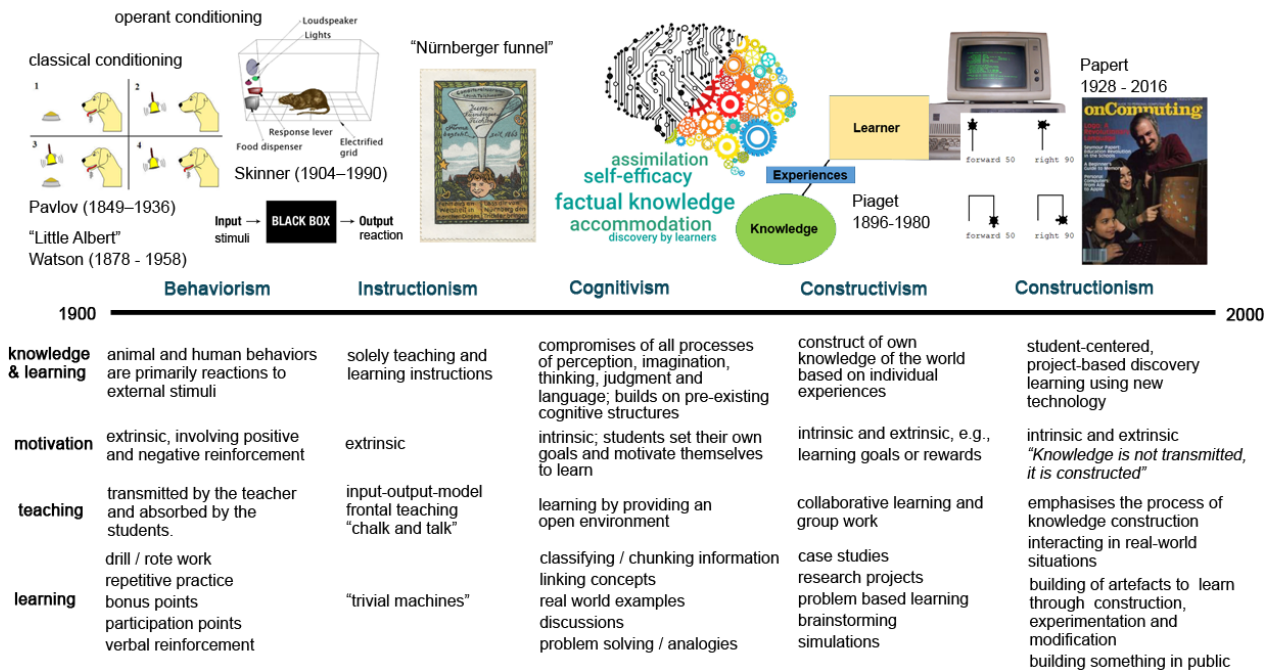 operant conditioning
classical conditioning
1
2
3
4
Loudspeaker
Lights
Response lever
Food dispenser
Electrified
grid
Skinner (1904–1990)
Pavlov (1849–1936)
"Little Albert"
Watson (1878 - 1958)
Input
stimuli
BLACK BOX
Output
reaction
"Nürnberger funnel"
assimilation
self-efficacy
factual knowledge
accommodation
discovery by learners
Learner
Experiences
Knowledge
Piaget
1896-1980
Papert
1928 - 2016
onComputing
forward 50
right 90
forward 50
right 90
Behaviorism
Instructionism
Cognitivism
Constructivism
Constructionism
1900
2000
knowledge
& learning
animal and human behaviors
are primarily reactions to
external stimuli
solely teaching and
learning instructions
compromises of all processes
of perception, imagination,
thinking, judgment and
language; builds on pre-existing
cognitive structures
construct of own
knowledge of the world
based on individual
experiences
student-centered,
project-based discovery
learning using new
technology
motivation
extrinsic, involving positive
and negative reinforcement
extrinsic
intrinsic; students set their own
goals and motivate themselves
to learn
intrinsic and extrinsic, e.g.,
learning goals or rewards
intrinsic and extrinsic
"Knowledge is not transmitted,
it is constructed"
teaching
transmitted by the teacher
and absorbed by the
students.
input-output-model
frontal teaching
"chalk and talk"
learning by providing an
open environment
collaborative learning and
group work
emphasises the process of
knowledge construction
interacting in real-world
situations
learning
drill / rote work
repetitive practice
bonus points
participation points
verbal reinforcement
"trivial machines"
classifying / chunking information
linking concepts
real world examples
discussions
problem solving / analogies
case studies
research projects
problem based learning
brainstorming
simulations
building of artefacts to learn
through construction,
experimentation and
modification
building something in public